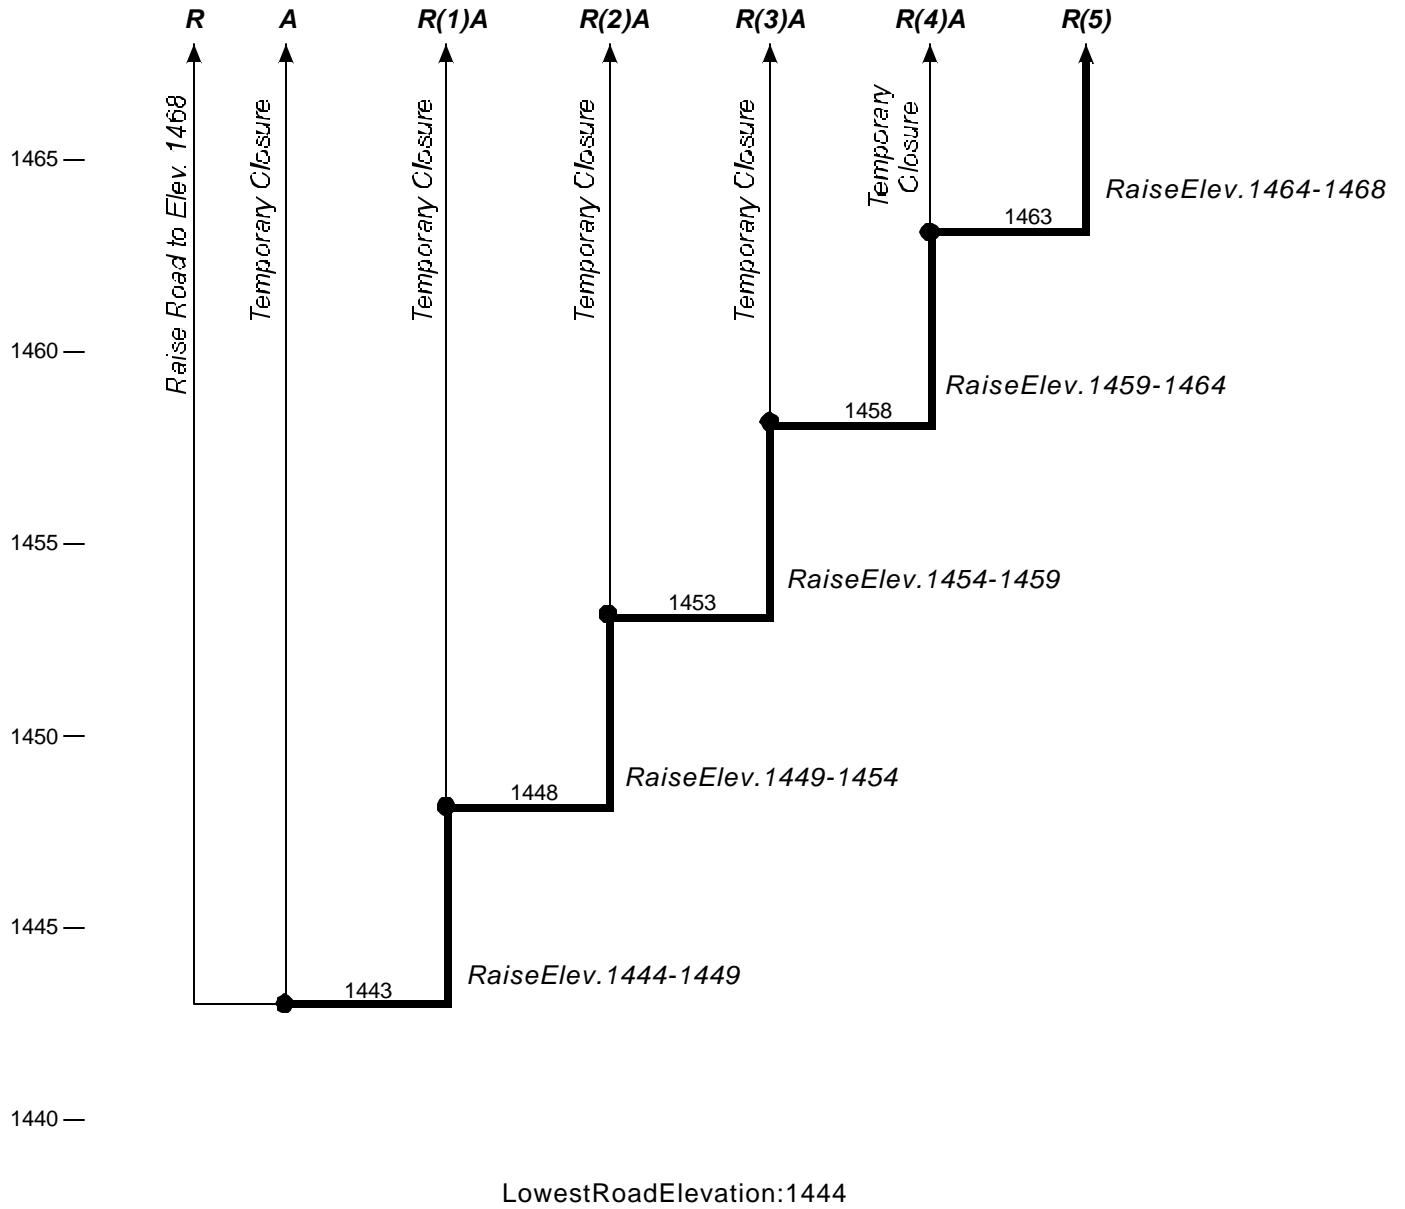 R A R(1)A R(2)A R(3)A R(4)A R(5)
Raise Road to Elev. 1468
Temporary Closure
Temporary Closure
Temporary Closure
Temporary Closure
Temporary
Closure
1465
RaiseElev.1464-1468
1463
1460
RaiseElev.1459-1464
1458
1455
RaiseElev.1454-1459
1453
1450
RaiseElev.1449-1454
1448
1445
RaiseElev.1444-1449
1443
1440
LowestRoadElevation:1444